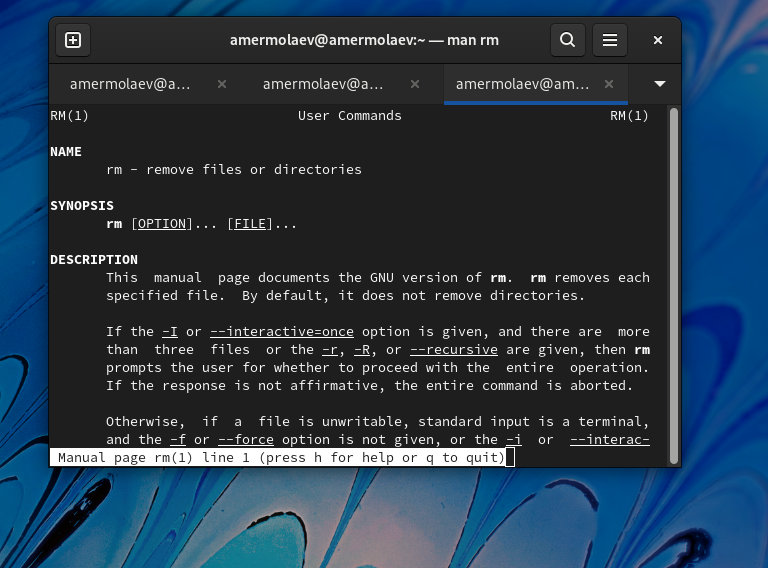 amermolaev@amermolaev:~ — man rm
amermolaev@a… amermolaev@a… amermolaev@am…
RM(1) User Commands RM(1)
NAME
rm - remove files or directories
SYNOPSIS
rm [OPTION]... [FILE]...
DESCRIPTION
This manual page documents the GNU version of rm. rm removes each
specified file. By default, it does not remove directories.
If the -I or --interactive=once option is given, and there are more
than three files or the -r, -R, or --recursive are given, then rm
prompts the user for whether to proceed with the entire operation.
If the response is not affirmative, the entire command is aborted.
Otherwise, if a file is unwritable, standard input is a terminal,
and the -f or --force option is not given, or the -i or --interac-
Manual page rm(1) line 1 (press h for help or q to quit)